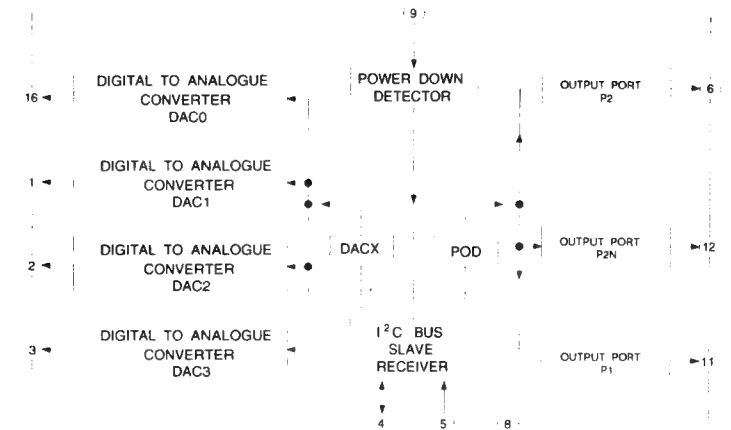 9
DIGITAL TO ANALOGUE
CONVERTER
DAC0
16
POWER DOWN
DETECTOR
OUTPUT PORT
P2
6
DIGITAL TO ANALOGUE
CONVERTER
DAC1
1
DIGITAL TO ANALOGUE
CONVERTER
DAC2
2
DACX
POD
OUTPUT PORT
P2N
12
DIGITAL TO ANALOGUE
CONVERTER
DAC3
3
I²C BUS
SLAVE
RECEIVER
OUTPUT PORT
P1
11
4 5 8